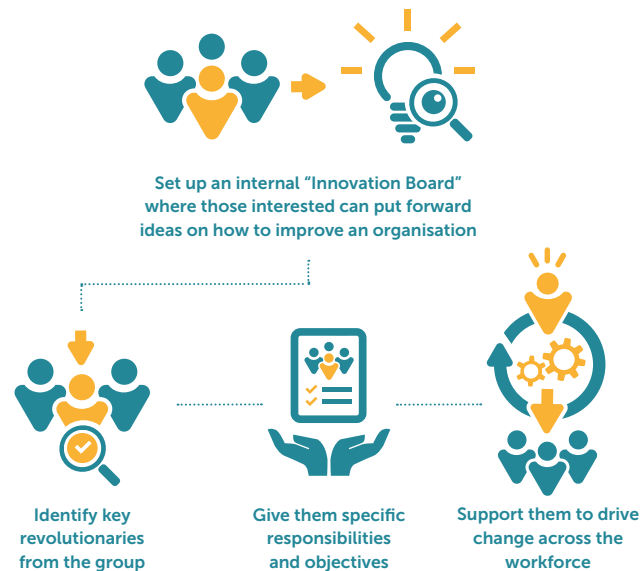 Set up an internal “Innovation Board”
where those interested can put forward
ideas on how to improve an organisation
Identify key
revolutionaries
from the group
Give them specific
responsibilities
and objectives
Support them to drive
change across the
workforce